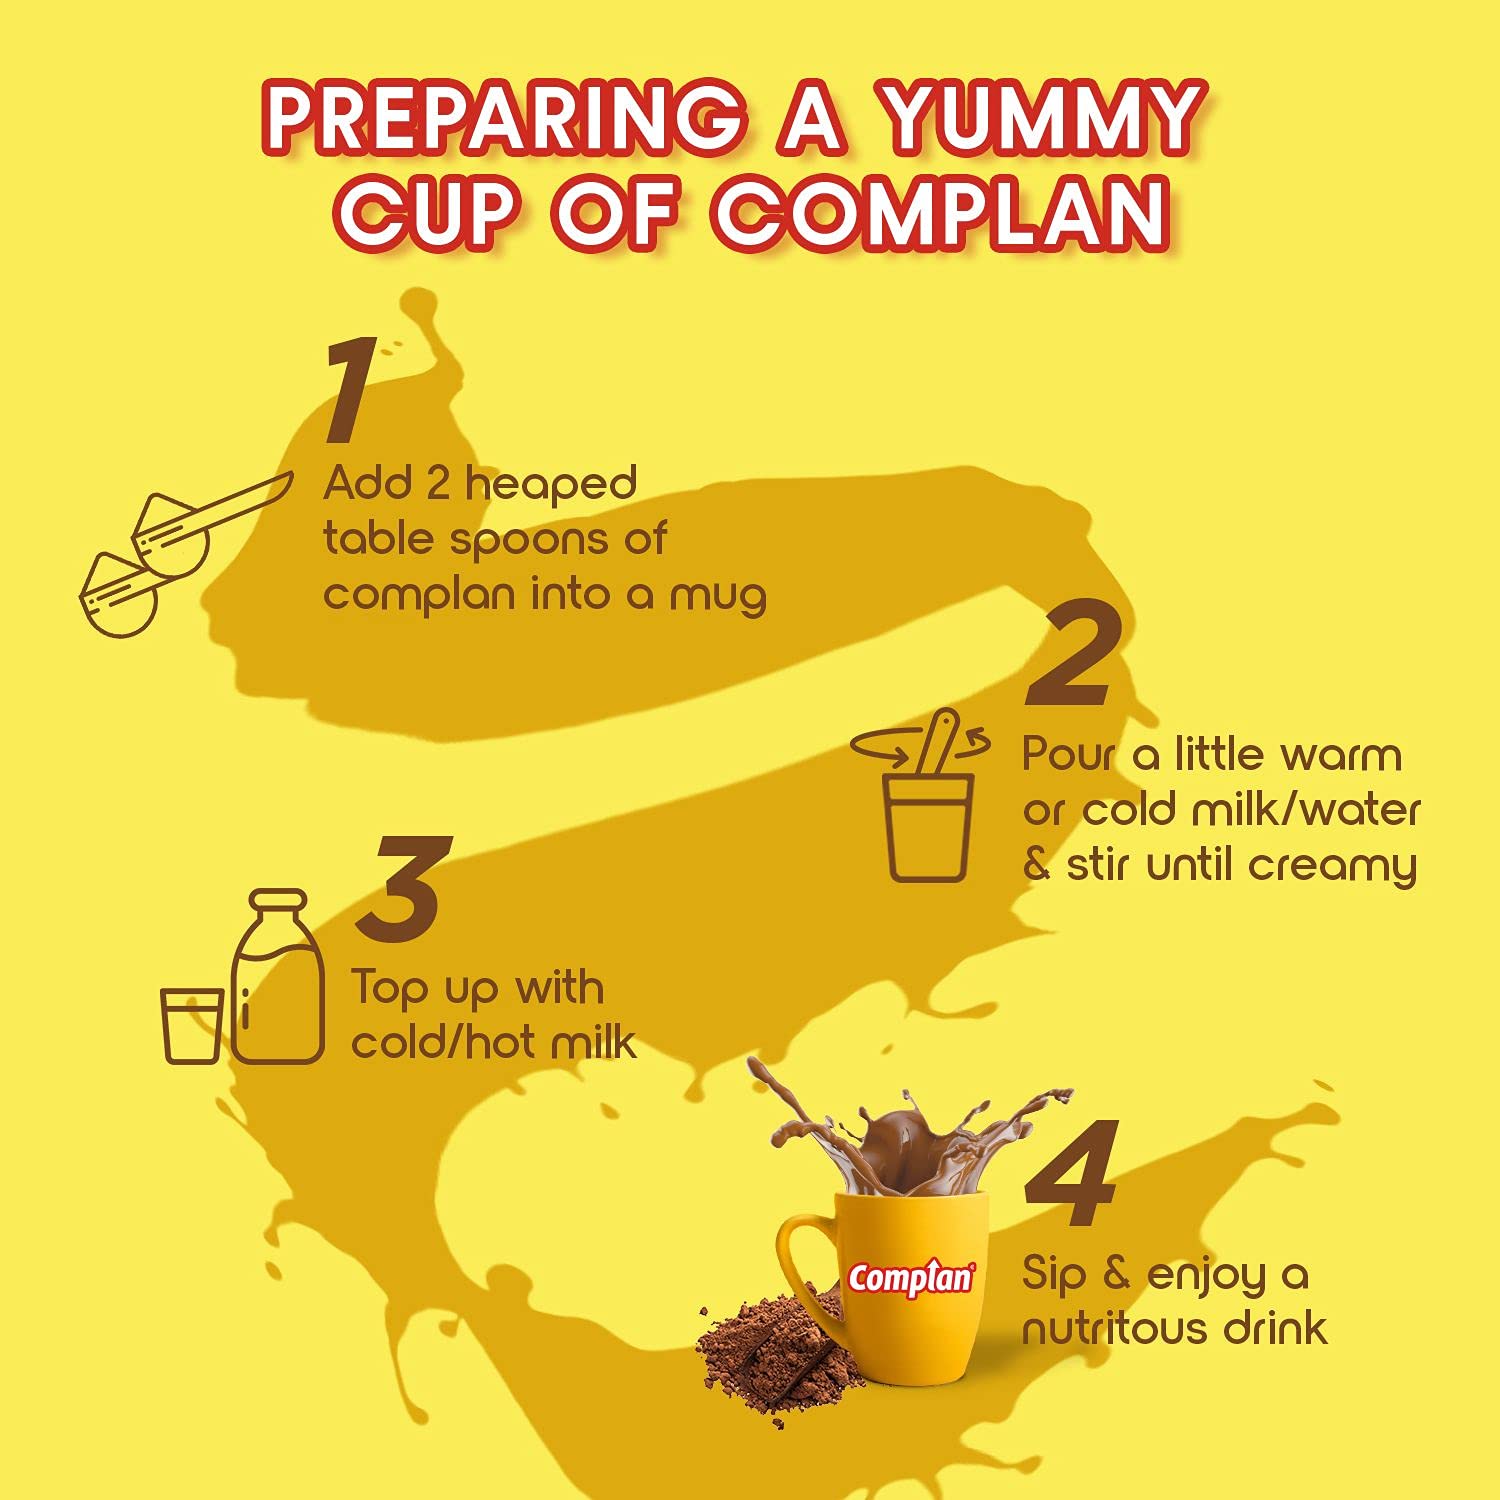 PREPARING A YUMMY
CUP OF COMPLAN
1
Add 2 heaped
table spoons of
complan into a mug
2
Pour a little warm
or cold milk/water
& stir until creamy
3
Top up with
cold/hot milk
4
Sip & enjoy a
nutritous drink
Complan